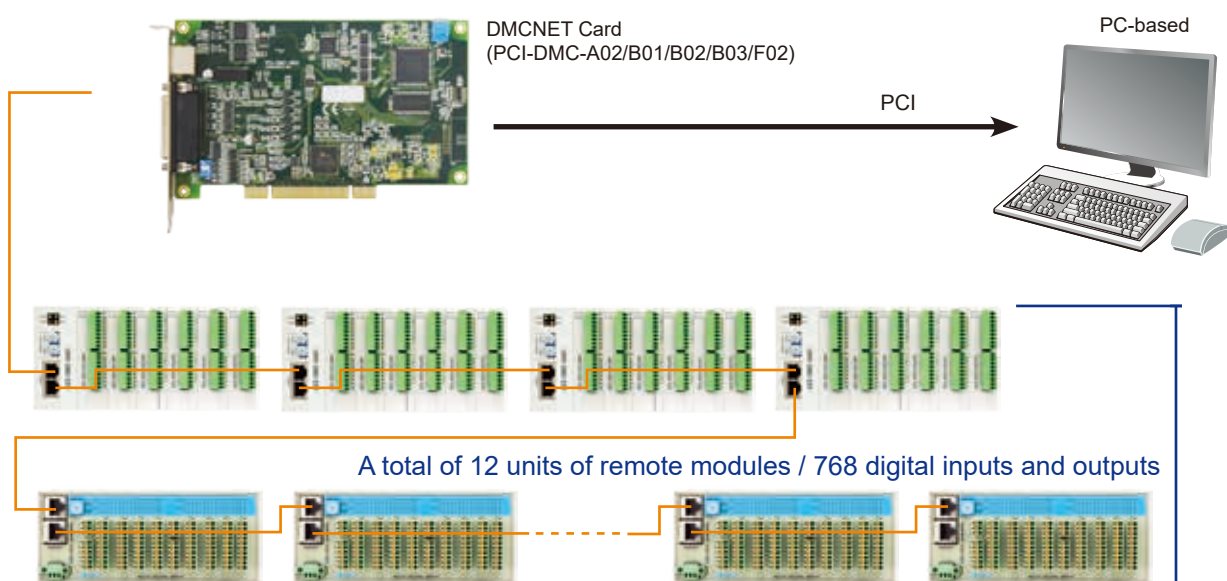 DMCNET Card
(PCI-DMC-A02/B01/B02/B03/F02)
PC-based
PCI
A total of 12 units of remote modules / 768 digital inputs and outputs